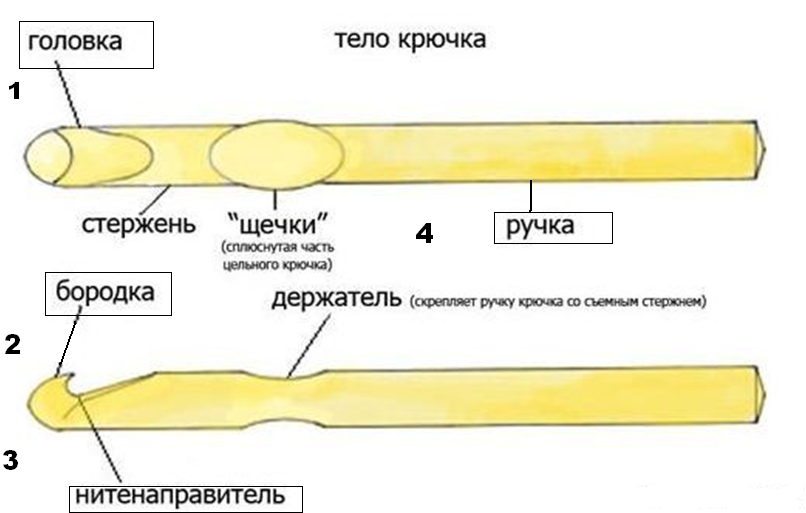 головка
тело крючка
1
стержень
“щечки”
(сплюснутая часть
цельного крючка)
4
ручка
бородка
держатель (скрепляет ручку крючка со съемным стержнем)
2
3
нитенаправитель